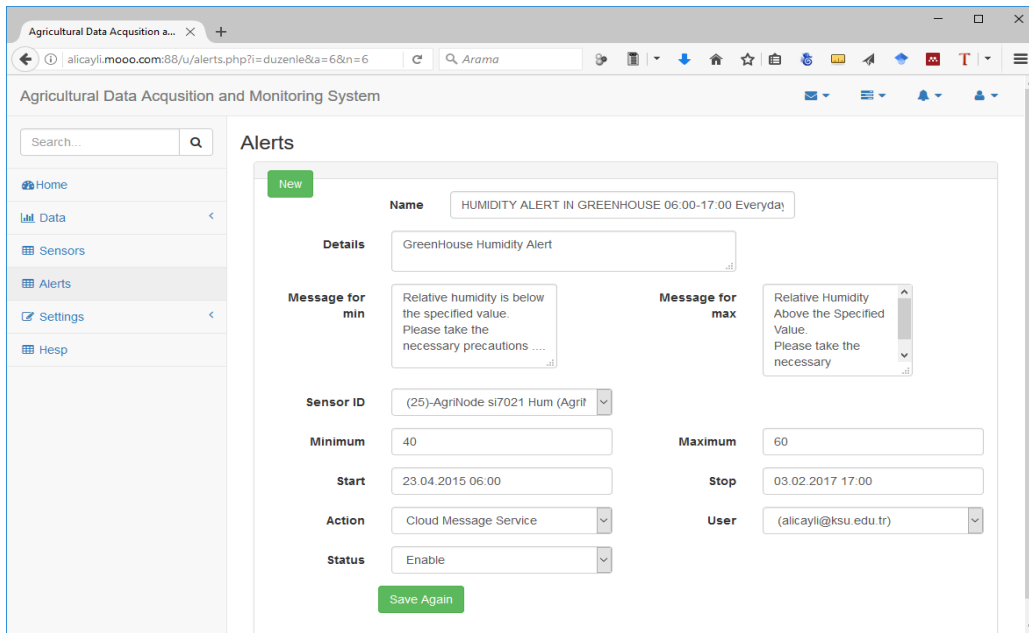 Agricultural Data Acqusition a...
alicayli.mooo.com:88/u/alerts.php?i=duzenle&a=6&n=6
Arama
Agricultural Data Acqusition and Monitoring System
Search...
Home
Data
Sensors
Alerts
Settings
Hesp
Alerts
New
Name
HUMIDITY ALERT IN GREENHOUSE 06:00-17:00 Everyday
Details
GreenHouse Humidity Alert
Message for
min
Relative humidity is below
the specified value.
Please take the
necessary precautions ....
Message for
max
Relative Humidity
Above the Specified
Value.
Please take the
necessary
Sensor ID
(25)-AgriNode si7021 Hum (Agri
Minimum
40
Maximum
60
Start
23.04.2015 06:00
Stop
03.02.2017 17:00
Action
Cloud Message Service
User
(alicayli@ksu.edu.tr)
Status
Enable
Save Again